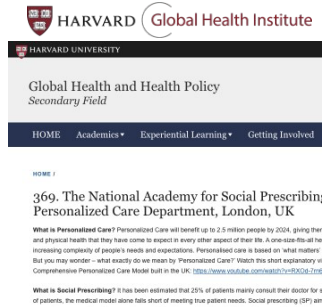 HARVARD Global Health Institute
HARVARD UNIVERSITY
Global Health and Health Policy
Secondary Field
HOME Academics▾ Experiential Learning▾ Getting Involved
HOME /
369. The National Academy for Social Prescribing
Personalized Care Department, London, UK
What is Personalized Care? Personalized Care will benefit up to 2.5 million people by 2024, giving them
and physical health that they have come to expect in every other aspect of their life. A one-size-fits-all he
increasing complexity of people's needs and expectations. Personalised care is based on 'what matters'
But you may wonder – what exactly do we mean by 'Personalized Care?' Watch this short explanatory vi
Comprehensive Personalized Care Model built in the UK: https://www.youtube.com/watch?v=
What is Social Prescribing? It has been estimated that 25% of patients mainly consult their doctor for s
of patients, the medical model alone falls short of meeting true patient needs. Social prescribing (SP) al